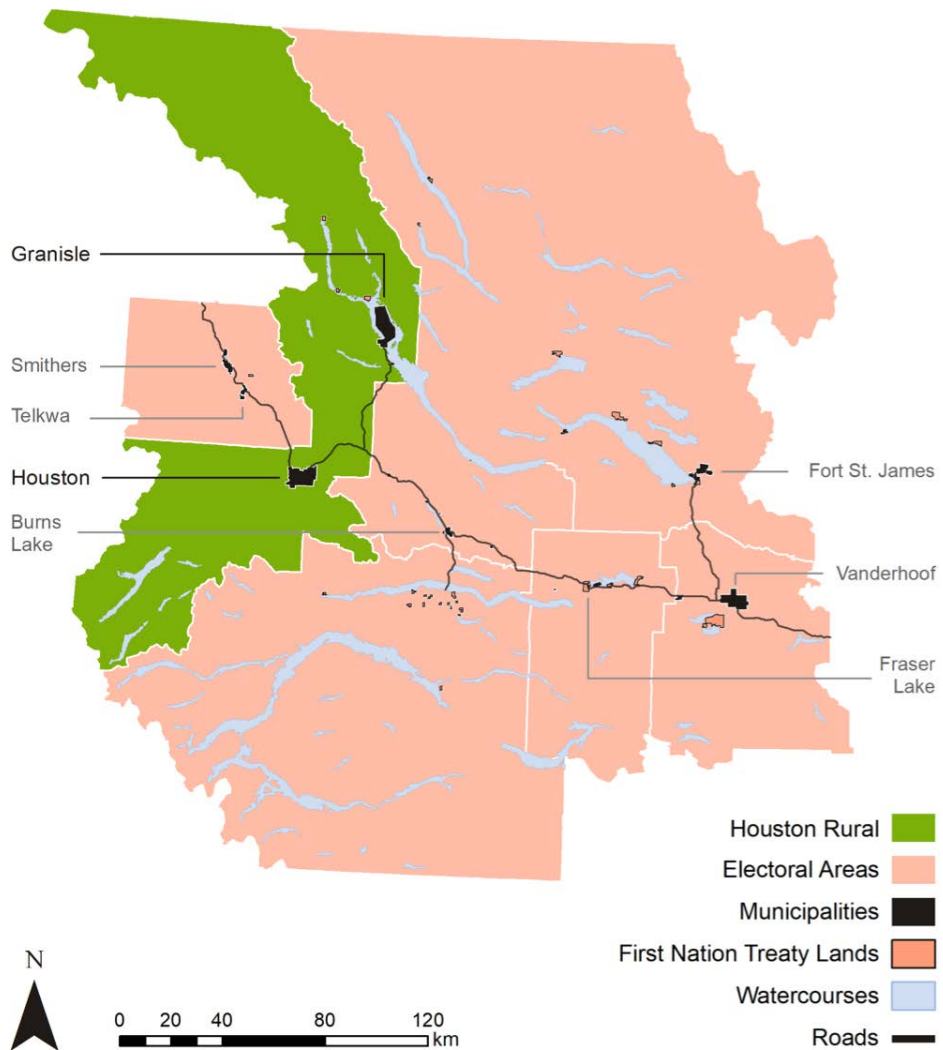 Granisle
Smithers
Telkwa
Houston
Burns
Lake
Fort St. James
Vanderhoof
Fraser
Lake
Houston Rural
Electoral Areas
Municipalities
First Nation Treaty Lands
Watercourses
Roads
N
0 20 40 80 120
km